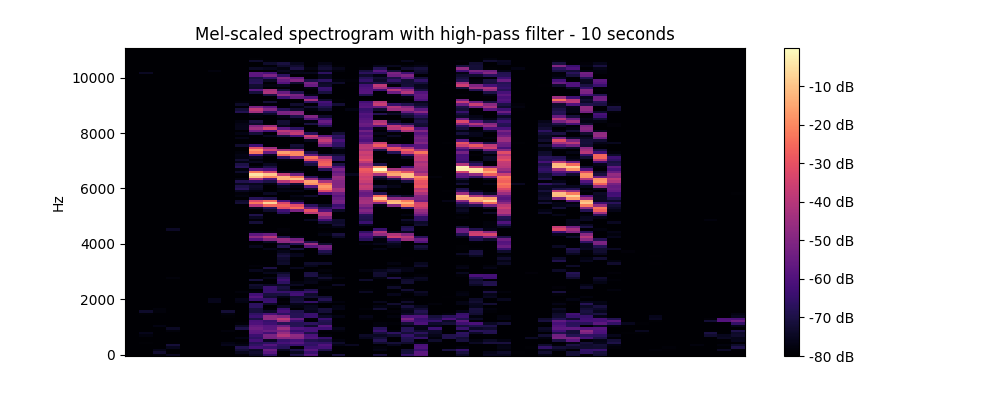 Mel-scaled spectrogram with high-pass filter - 10 seconds
10000
8000
6000
4000
2000
0
Hz
-10 dB
-20 dB
-30 dB
-40 dB
-50 dB
-60 dB
-70 dB
-80 dB